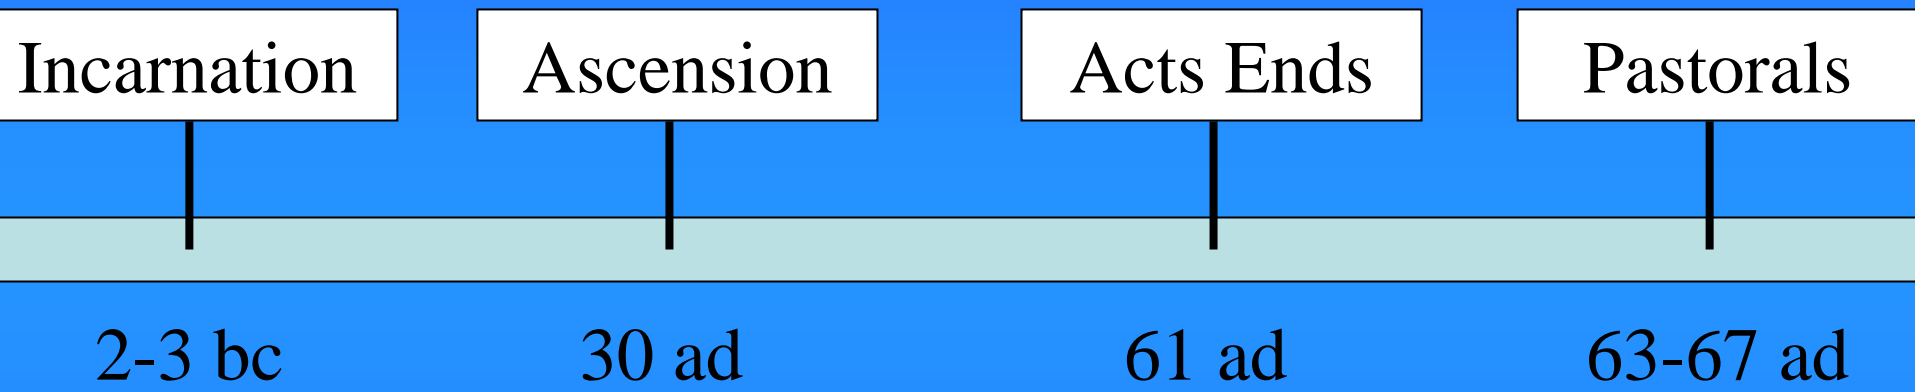 Incarnation Ascension Acts Ends Pastorals
2-3 bc 30 ad 61 ad 63-67 ad